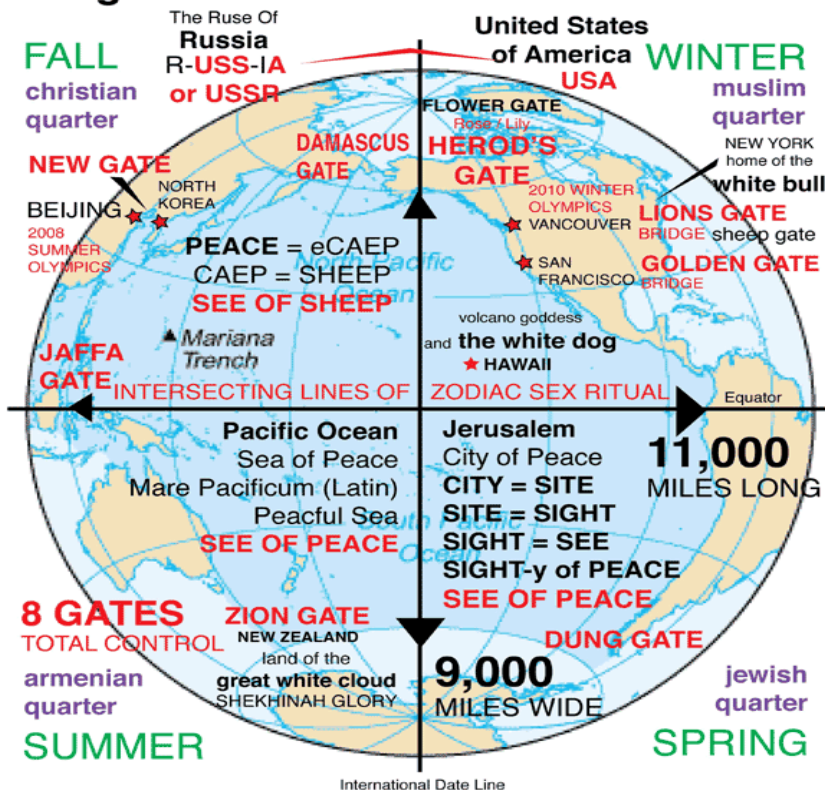 The Ruse Of
Russia
R-USS-IA
or USSR
United States
of America
USA
FALL
christian
quarter
WINTER
muslim
quarter
FLOWER GATE
Rose / Lily
HEROD'S
GATE
DAMASCUS
GATE
NEW GATE
NORTH
KOREA
BEIJING
2008
SUMMER
OLYMPICS
NEW YORK
home of the
white bull
2010 WINTER
OLYMPICS
VANCOUVER
LIONS GATE
BRIDGE sheep gate
SAN
FRANCISCO
GOLDEN GATE
BRIDGE
PEACE = eCAEP
CAEP = SHEEP
SEE OF SHEEP
North Pacific
Ocean
Mariana
Trench
volcano goddess
and the white dog
HAWAII
JAFFA
GATE
INTERSECTING LINES OF ZODIAC SEX RITUAL
Equator
Pacific Ocean
Sea of Peace
Mare Pacificum (Latin)
Peacful Sea
SEE OF PEACE
Jerusalem
City of Peace
CITY = SITE
SITE = SIGHT
SIGHT = SEE
SIGHT-y of PEACE
SEE OF PEACE
South Pacific
Ocean
11,000
MILES LONG
8 GATES
TOTAL CONTROL
armenian
quarter
SUMMER
ZION GATE
NEW ZEALAND
land of the
great white cloud
SHEKHINAH GLORY
DUNG GATE
9,000
MILES WIDE
jewish
quarter
SPRING
International Date Line